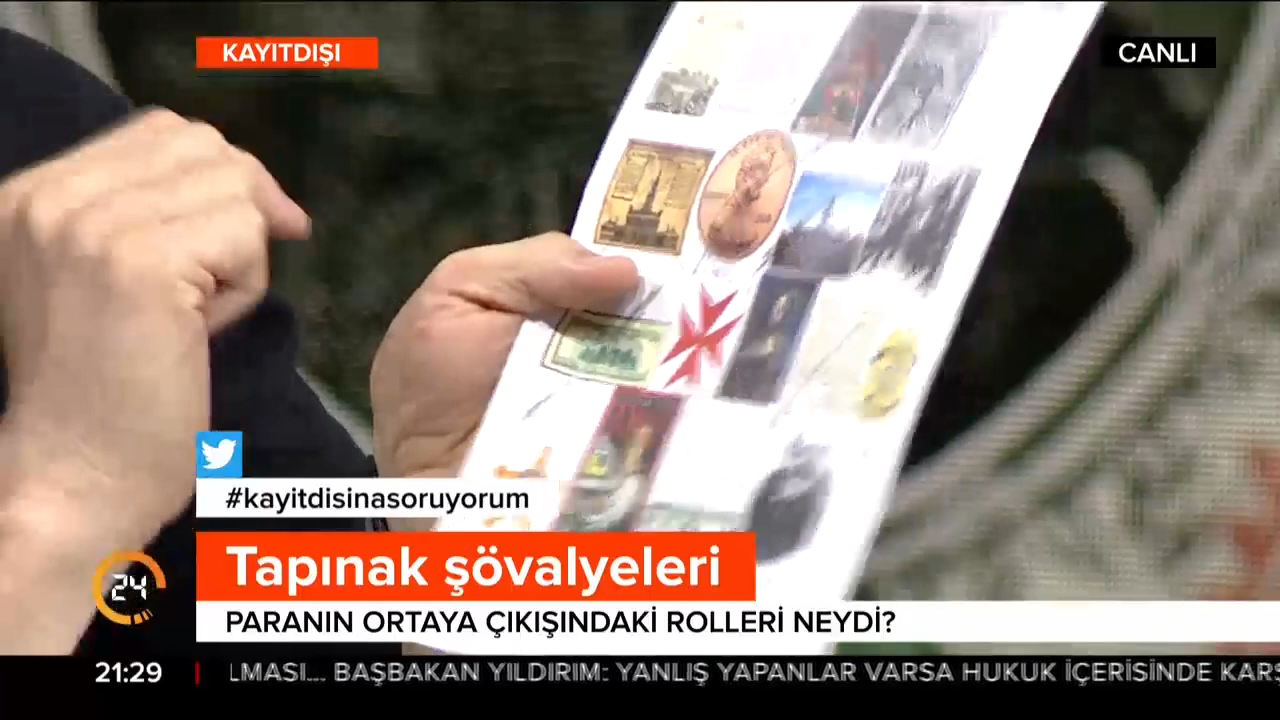 KAYITDIŞI
CANLI
#kayitdisinasoruyorum
Tapınak şövalyeleri
PARANIN ORTAYA ÇIKIŞINDAKİ ROLLERİ NEYDİ?
24
21:29 LMASI... BAŞBAKAN YILDIRIM: YANLIŞ YAPANLAR VARSA HUKUK İÇERİSİNDE KARŞ